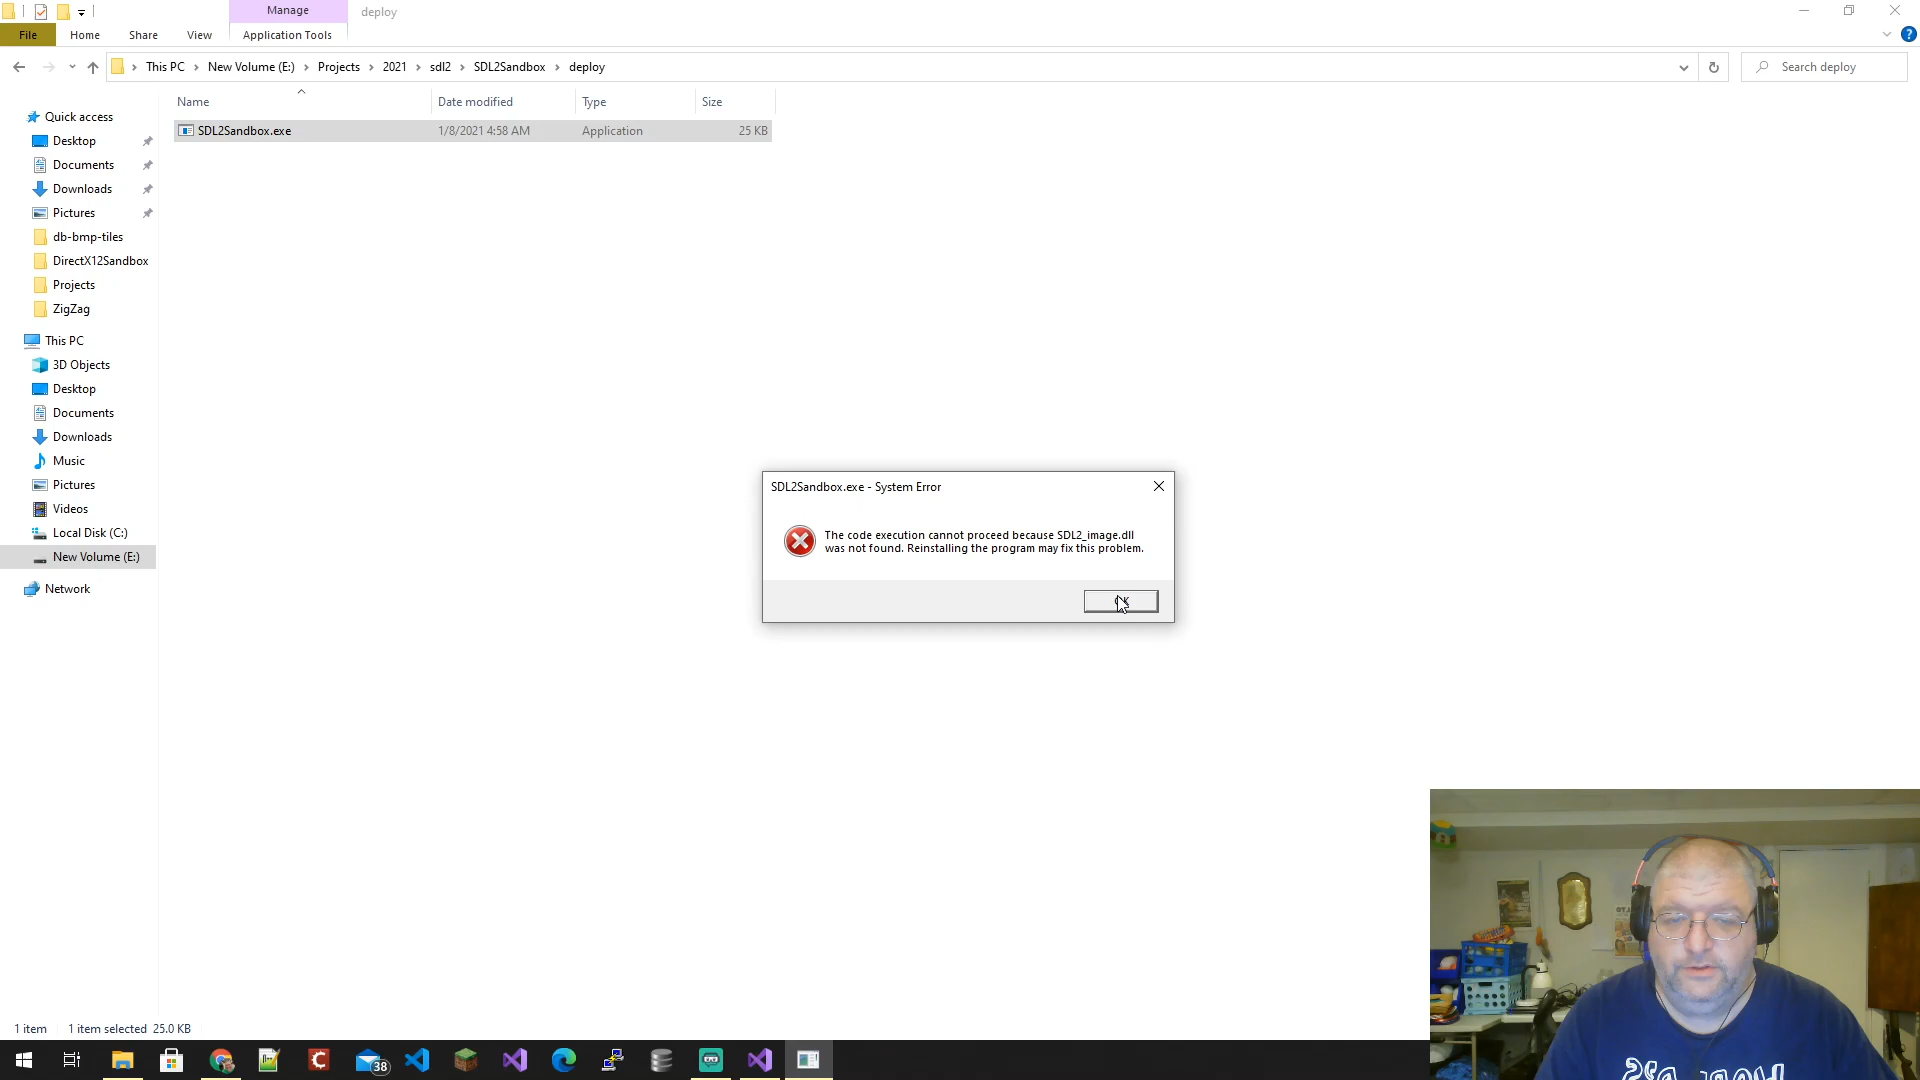 Manage
deploy
File
Home
Share
View
Application Tools
This PC
New Volume (E:)
Projects
2021
sdl2
SDL2Sandbox
deploy
Search deploy
Name
Date modified
Type
Size
SDL2Sandbox.exe
1/8/2021 4:58 AM
Application
25 KB
Quick access
Desktop
Documents
Downloads
Pictures
db-bmp-tiles
DirectX12Sandbox
Projects
ZigZag
This PC
3D Objects
Desktop
Documents
Downloads
Music
Pictures
Videos
Local Disk (C:)
New Volume (E:)
Network
SDL2Sandbox.exe - System Error
The code execution cannot proceed because SDL2_image.dll
was not found. Reinstalling the program may fix this problem.
1 item
1 item selected 25.0 KB
38